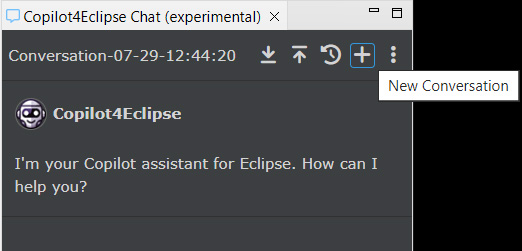 Copilot4Eclipse Chat (experimental)
Conversation-07-29-12:44:20
New Conversation
Copilot4Eclipse
I'm your Copilot assistant for Eclipse. How can I
help you?